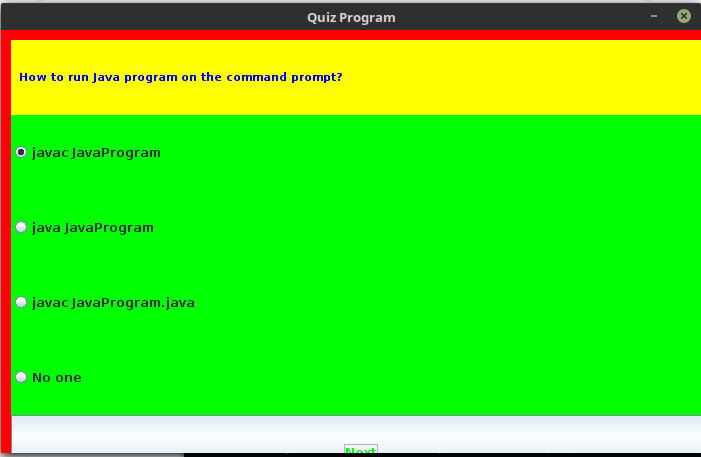 Quiz Program
How to run Java program on the command prompt?
javac JavaProgram
java JavaProgram
javac JavaProgram.java
No one
Next